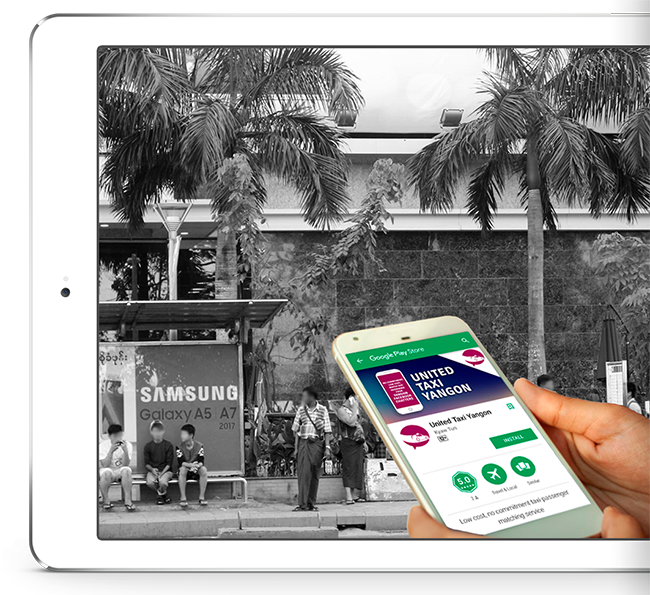 SAMSUNG
Galaxy A5 | A7
2017
Google Play Store
UNITED
TAXI
YANGON
United Taxi Yangon
Kyaw Tun
INSTALL
5.0
Travel & Local
Similar
Low cost, no commitment taxi passenger
matching service